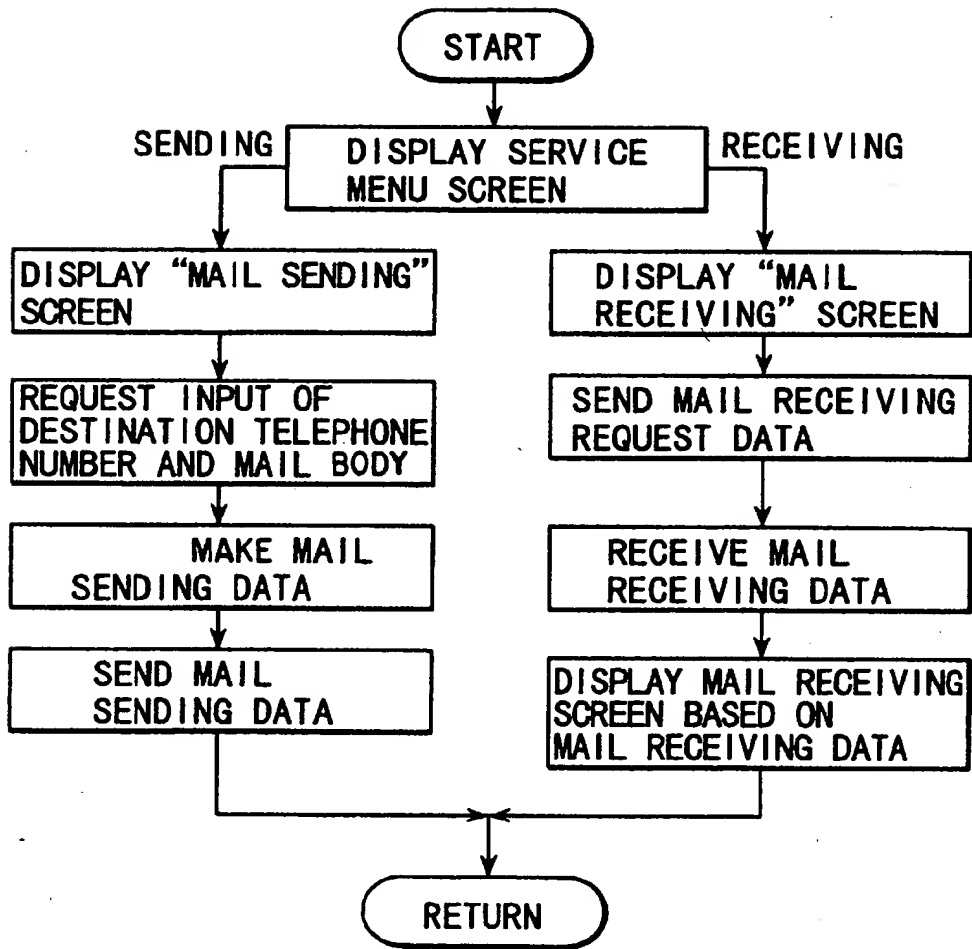 START
SENDING
RECEIVING
DISPLAY SERVICE
MENU SCREEN
DISPLAY “MAIL SENDING”
SCREEN
REQUEST INPUT OF
DESTINATION TELEPHONE
NUMBER AND MAIL BODY
MAKE MAIL
SENDING DATA
SEND MAIL
SENDING DATA
DISPLAY “MAIL
RECEIVING” SCREEN
SEND MAIL RECEIVING
REQUEST DATA
RECEIVE MAIL
RECEIVING DATA
DISPLAY MAIL RECEIVING
SCREEN BASED ON
MAIL RECEIVING DATA
RETURN